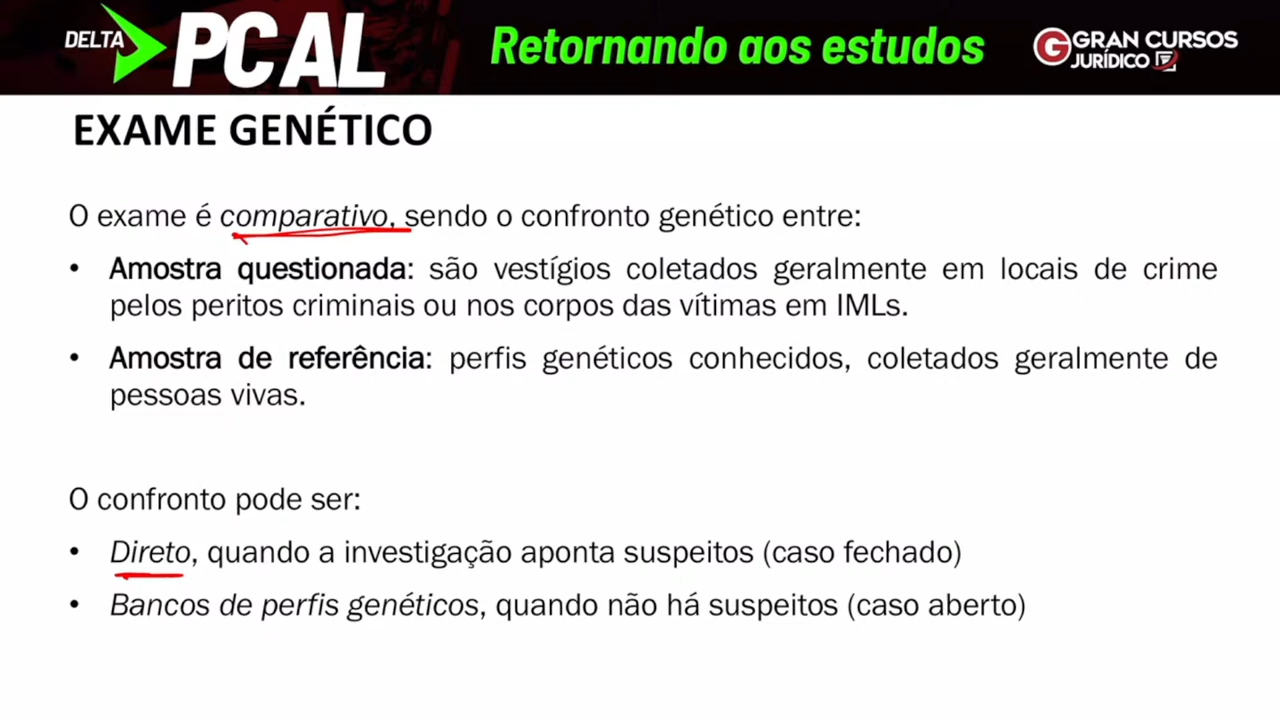 DELTA PC AL
Retornando aos estudos
GRAN CURSOS
JURÍDICO
EXAME GENÉTICO
O exame é comparativo, sendo o confronto genético entre:
• Amostra questionada: são vestígios coletados geralmente em locais de crime
pelos peritos criminais ou nos corpos das vítimas em IMLs.
• Amostra de referência: perfis genéticos conhecidos, coletados geralmente de
pessoas vivas.
O confronto pode ser:
• Direto, quando a investigação aponta suspeitos (caso fechado)
• Bancos de perfis genéticos, quando não há suspeitos (caso aberto)